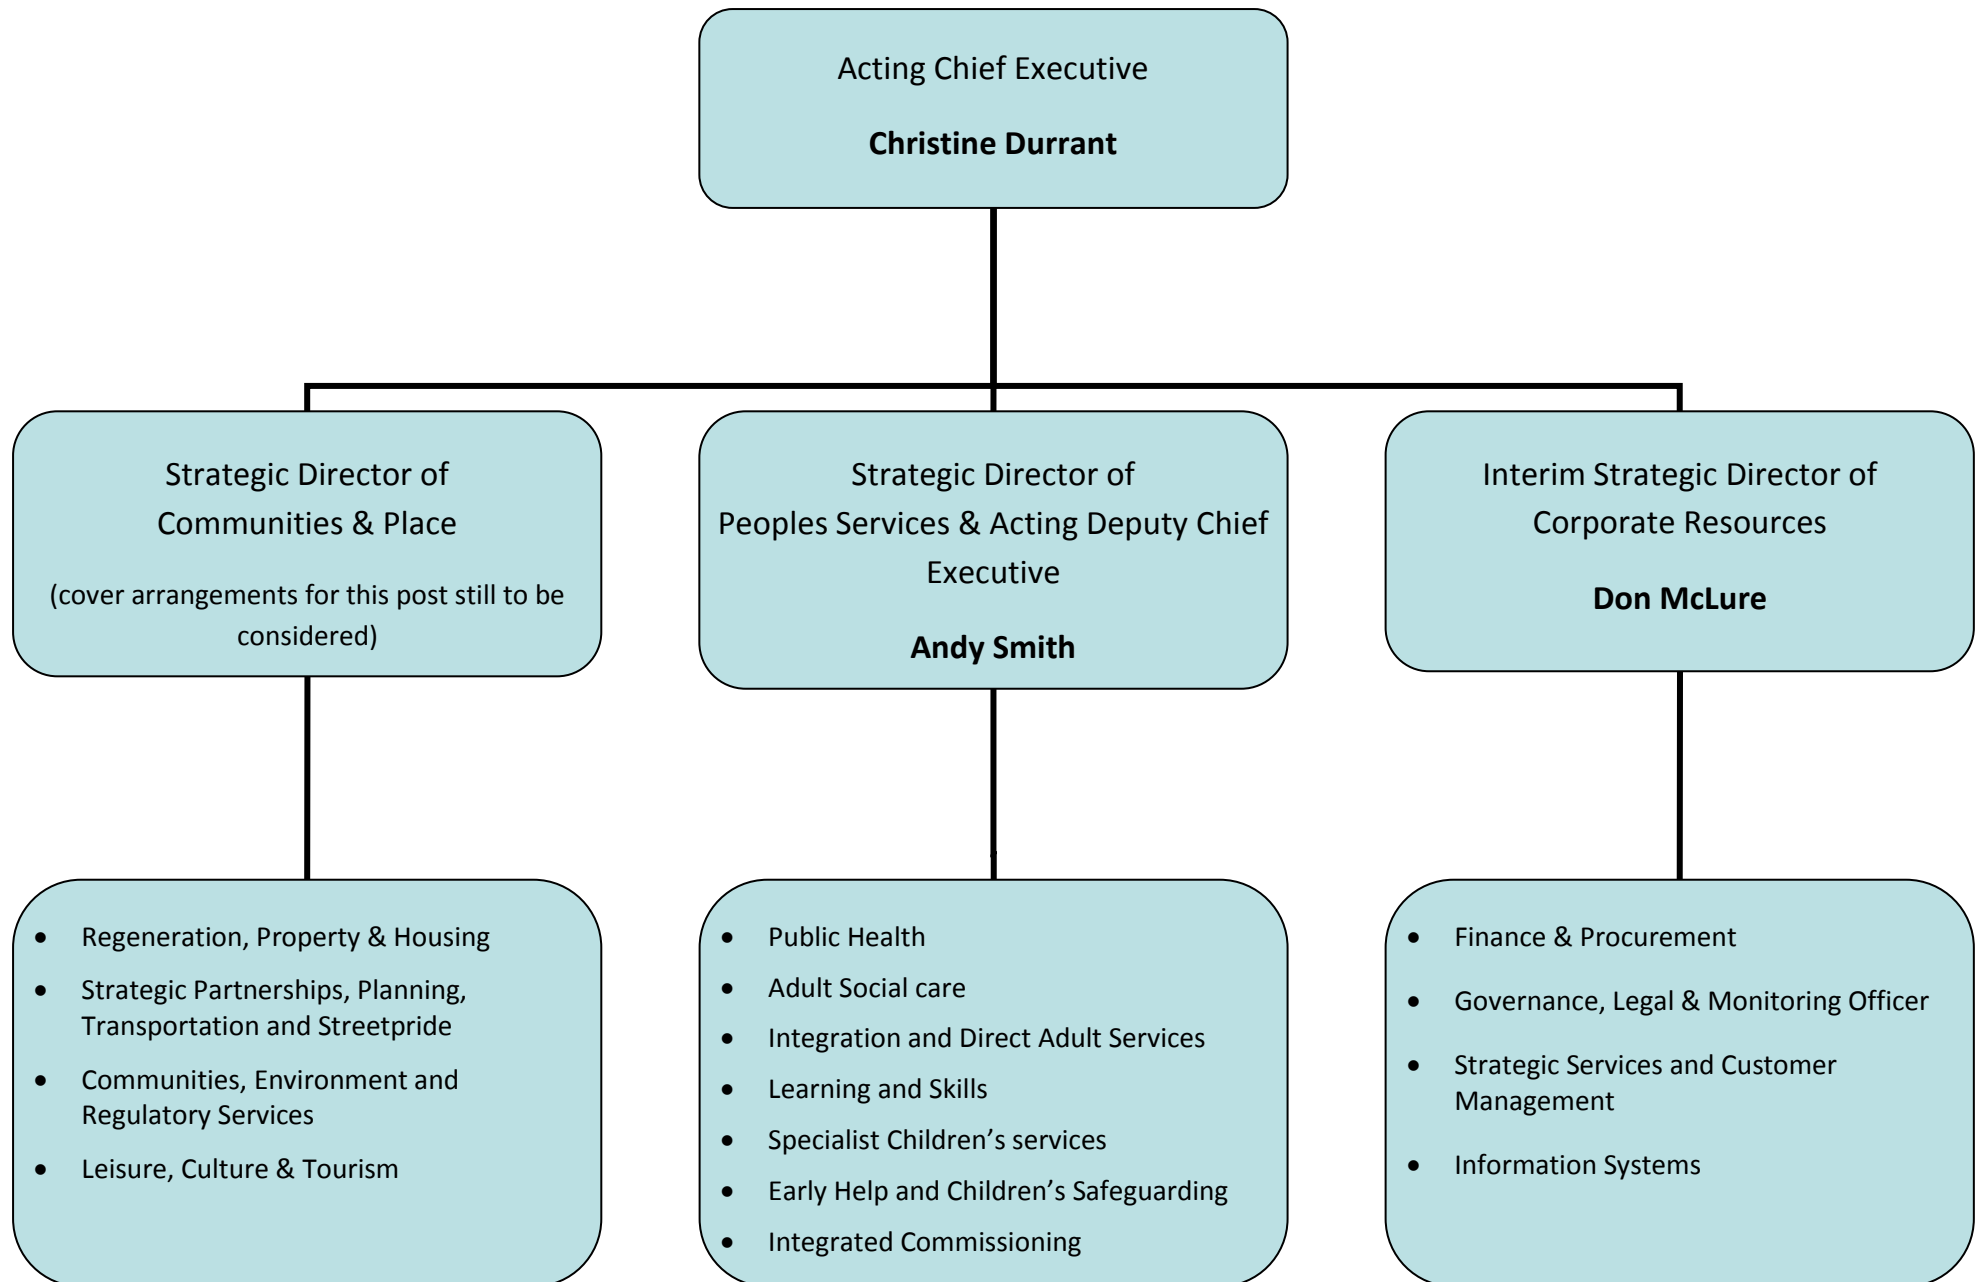 Acting Chief Executive
Christine Durrant
Strategic Director of
Communities & Place
(cover arrangements for this post still to be
considered)
Strategic Director of
Peoples Services & Acting Deputy Chief
Executive
Andy Smith
Interim Strategic Director of
Corporate Resources
Don McLure
• Regeneration, Property & Housing
• Strategic Partnerships, Planning,
Transportation and Streetpride
• Communities, Environment and
Regulatory Services
• Leisure, Culture & Tourism
• Public Health
• Adult Social care
• Integration and Direct Adult Services
• Learning and Skills
• Specialist Children’s services
• Early Help and Children’s Safeguarding
• Integrated Commissioning
• Finance & Procurement
• Governance, Legal & Monitoring Officer
• Strategic Services and Customer
Management
• Information Systems